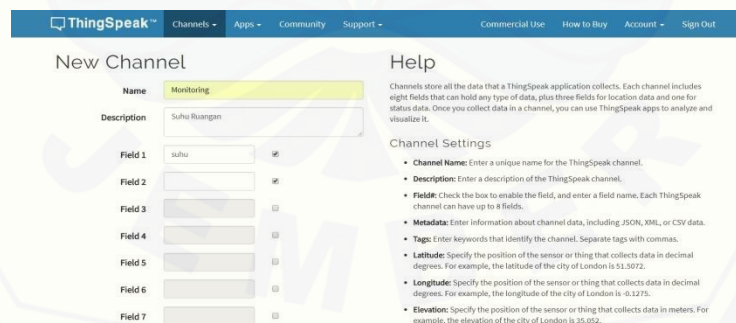 ThingSpeak™ Channels Apps Community Support Commercial Use How to Buy Account Sign Out
New Channel
Name Monitoring
Description Suhu Ruangan
Field 1 suhu
Field 2
Field 3
Field 4
Field 5
Field 6
Field 7
Help
Channels store all the data that a ThingSpeak application collects. Each channel includes
eight fields that can hold any type of data, plus three fields for location data and one for
status data. Once you collect data in a channel, you can use ThingSpeak apps to analyze and
visualize it.
Channel Settings
• Channel Name: Enter a unique name for the ThingSpeak channel.
• Description: Enter a description of the ThingSpeak channel.
• Field#: Check the box to enable the field, and enter a field name. Each ThingSpeak
channel can have up to 8 fields.
• Metadata: Enter information about channel data, including JSON, XML, or CSV data.
• Tags: Enter keywords that identify the channel. Separate tags with commas.
• Latitude: Specify the position of the sensor or thing that collects data in decimal
degrees. For example, the latitude of the city of London is 51.5072.
• Longitude: Specify the position of the sensor or thing that collects data in decimal
degrees. For example, the longitude of the city of London is -0.1275.
• Elevation: Specify the position of the sensor or thing that collects data in meters. For
example, the elevation of the city of London is 35.052.